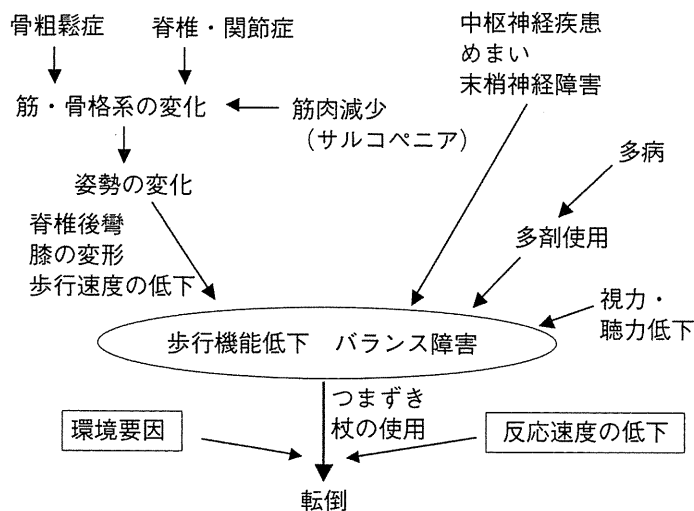 骨粗鬆症
脊椎・関節症
中枢神経疾患
めまい
末梢神経障害
筋・骨格系の変化
筋肉減少
（サルコペニア）
多病
姿勢の変化
脊椎後彎
膝の変形
歩行速度の低下
多剤使用
視力・
聴力低下
歩行機能低下　バランス障害
つまずき
杖の使用
環境要因
反応速度の低下
転倒